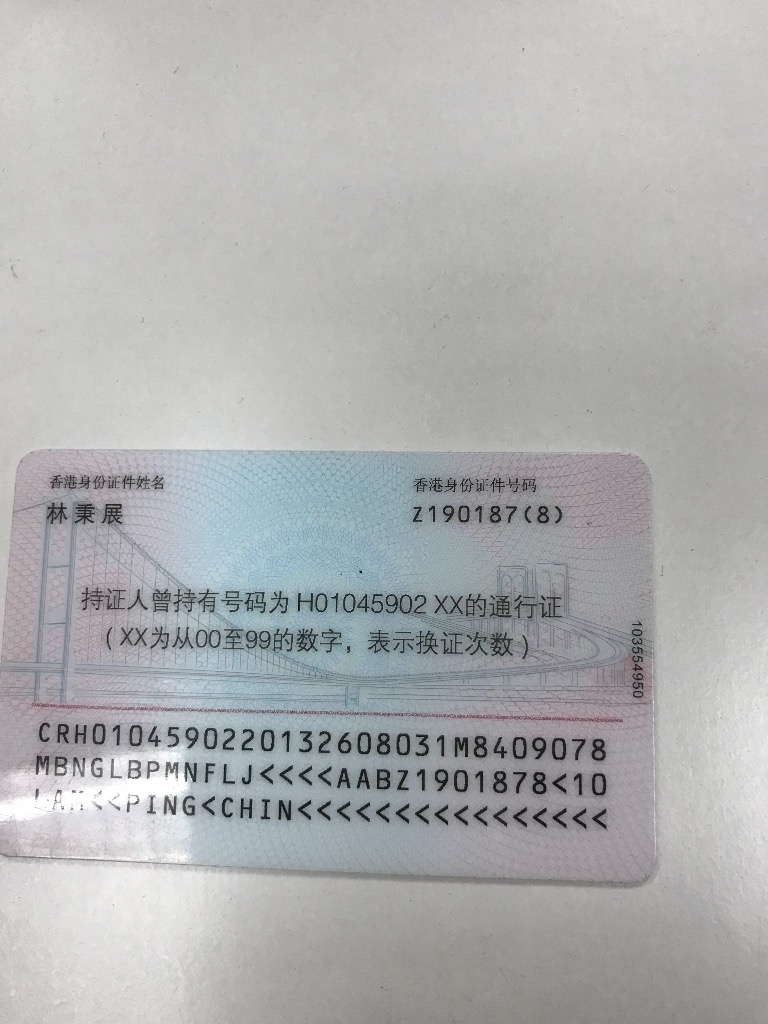 香港身份证件姓名
香港身份证件号码
林秉展
Z190187(8)
持证人曾持有号码为 H01045902 XX的通行证
(XX为从00至99的数字，表示换证次数)
103554950
CRH0104590220132608031M8409078
MBNGLBPMNFLJ<<<<AABZ1901878<10
LAM<<PING<CHIN<<<<<<<<<<<<<<<<